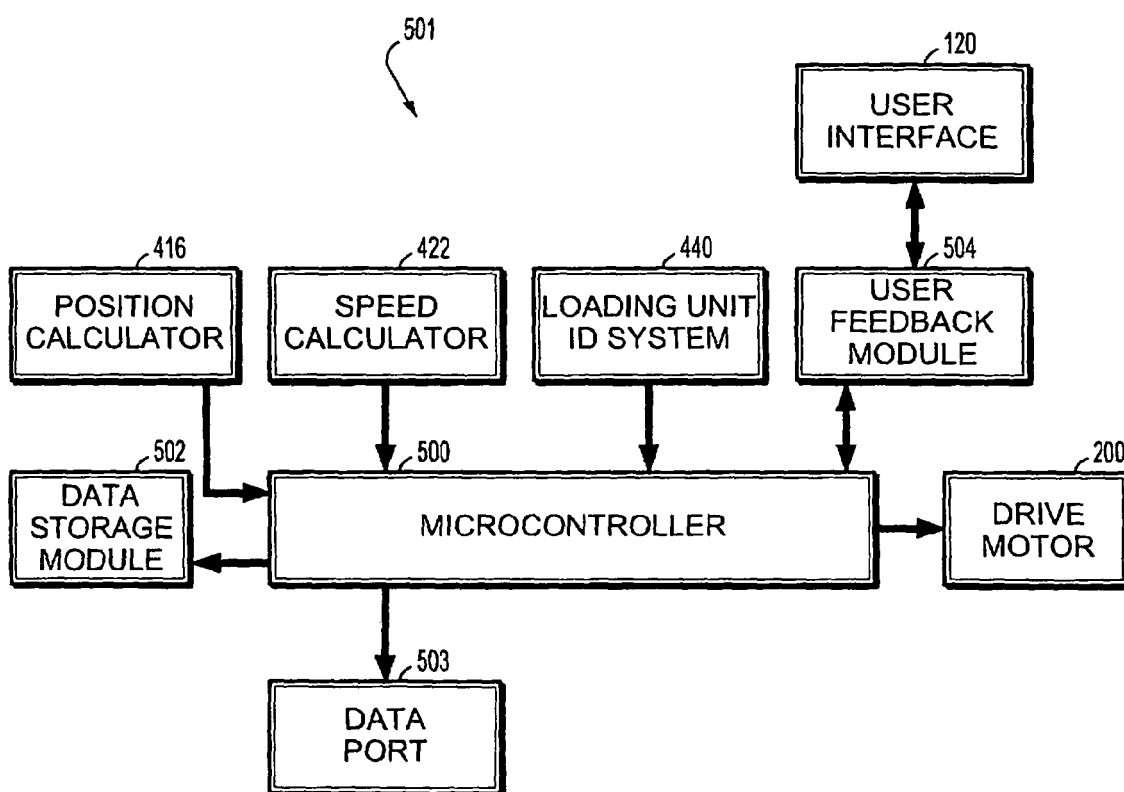 501
120
USER
INTERFACE
416
POSITION
CALCULATOR
422
SPEED
CALCULATOR
440
LOADING UNIT
ID SYSTEM
504
USER
FEEDBACK
MODULE
502
DATA
STORAGE
MODULE
500
MICROCONTROLLER
200
DRIVE
MOTOR
503
DATA
PORT